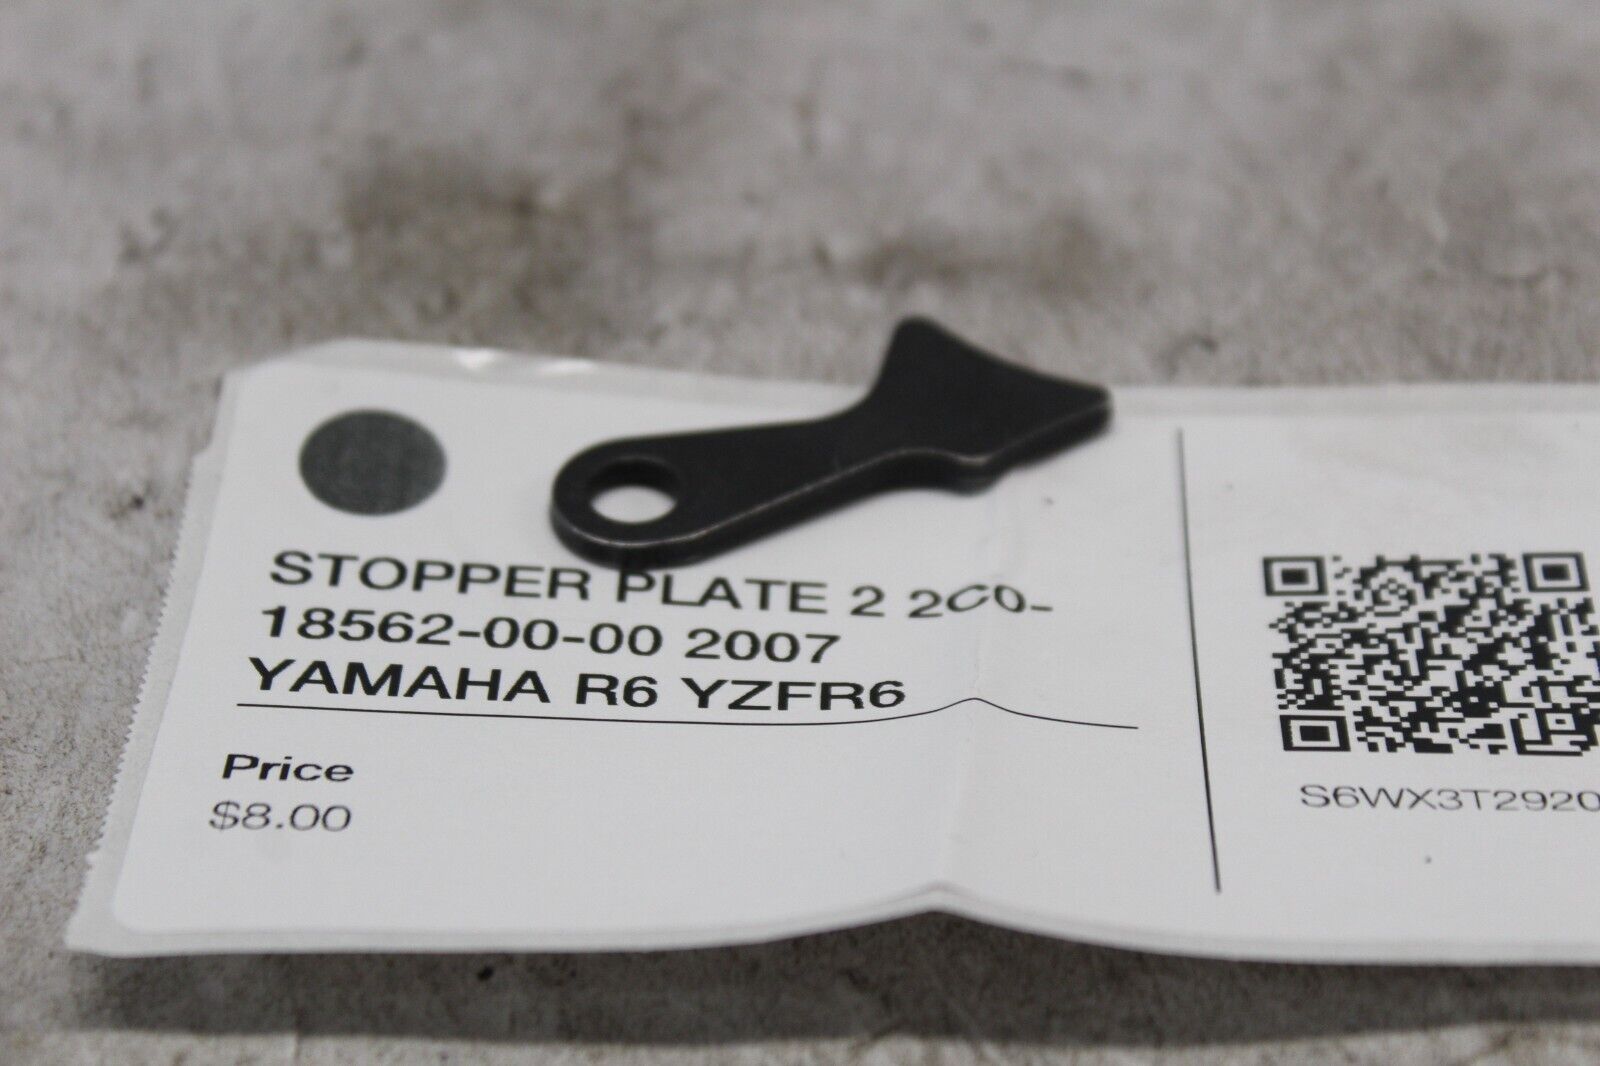 STOPPER PLATE 2 2C0-
18562-00-00 2007
YAMAHA R6 YZFR6
Price
$8.00
S6WX3T2920